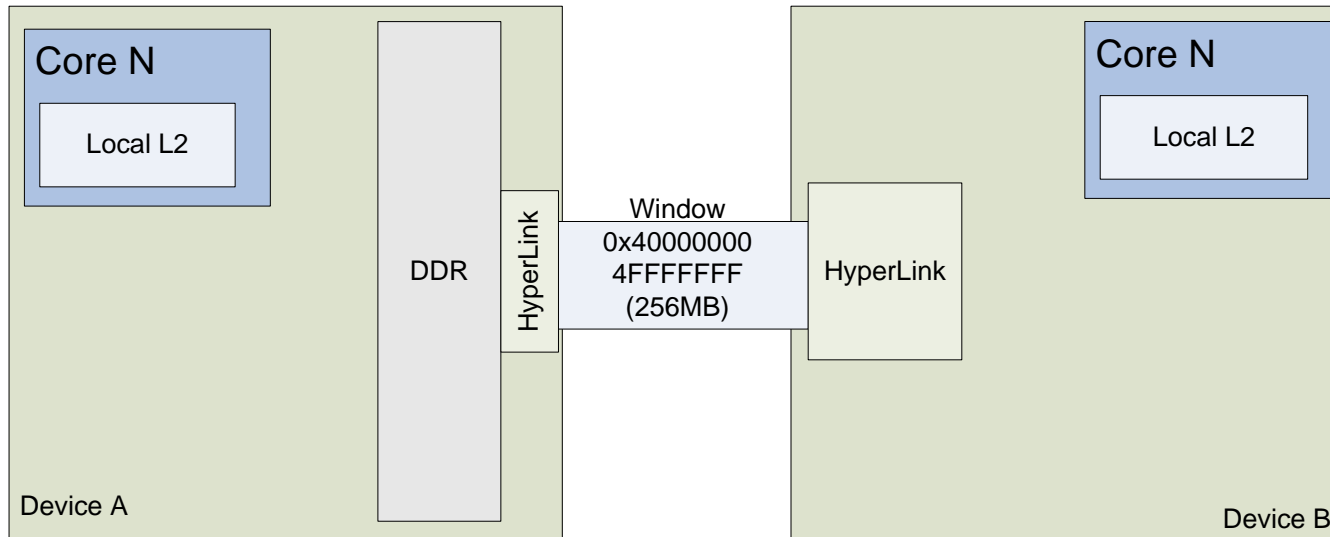 Core N
Local L2
DDR
HyperLink
Device A
Window
0x40000000
4FFFFFFF
(256MB)
Core N
Local L2
HyperLink
Device B